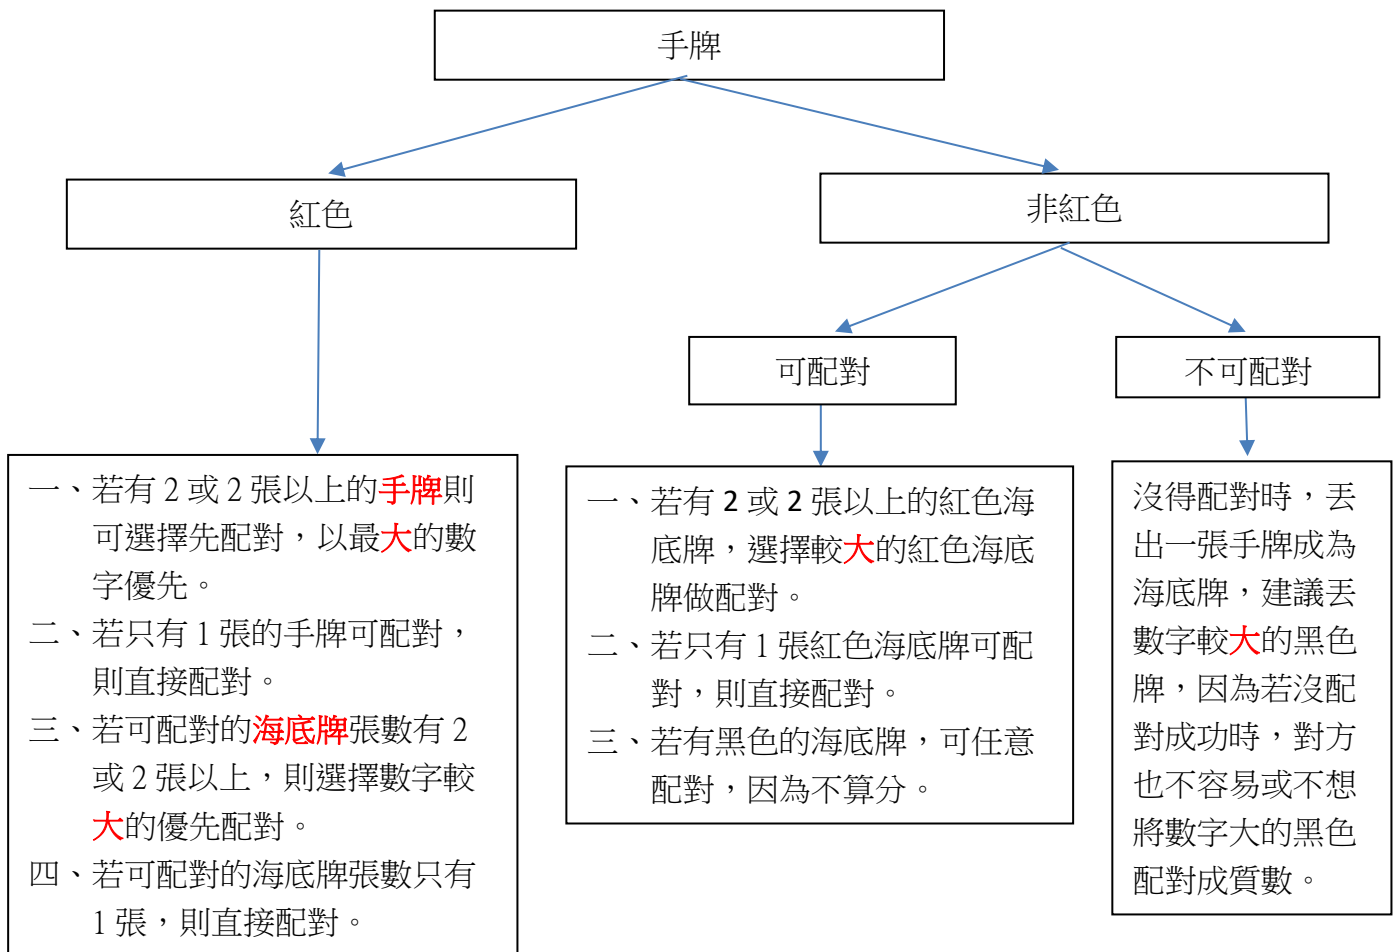 手牌
紅色
非紅色
可配對
不可配對
一、若有 2 或 2 張以上的手牌則
可選擇先配對，以最大的數
字優先。
二、若只有 1 張的手牌可配對，
則直接配對。
三、若可配對的海底牌張數有 2
或 2 張以上，則選擇數字較
大的優先配對。
四、若可配對的海底牌張數只有
1 張，則直接配對。
一、若有 2 或 2 張以上的紅色海
底牌，選擇較大的紅色海底
牌做配對。
二、若只有 1 張紅色海底牌可配
對，則直接配對。
三、若有黑色的海底牌，可任意
配對，因為不算分。
沒得配對時，丟
出一張手牌成為
海底牌，建議丟
數字較大的黑色
牌，因為若沒配
對成功時，對方
也不容易或不想
將數字大的黑色
配對成質數。